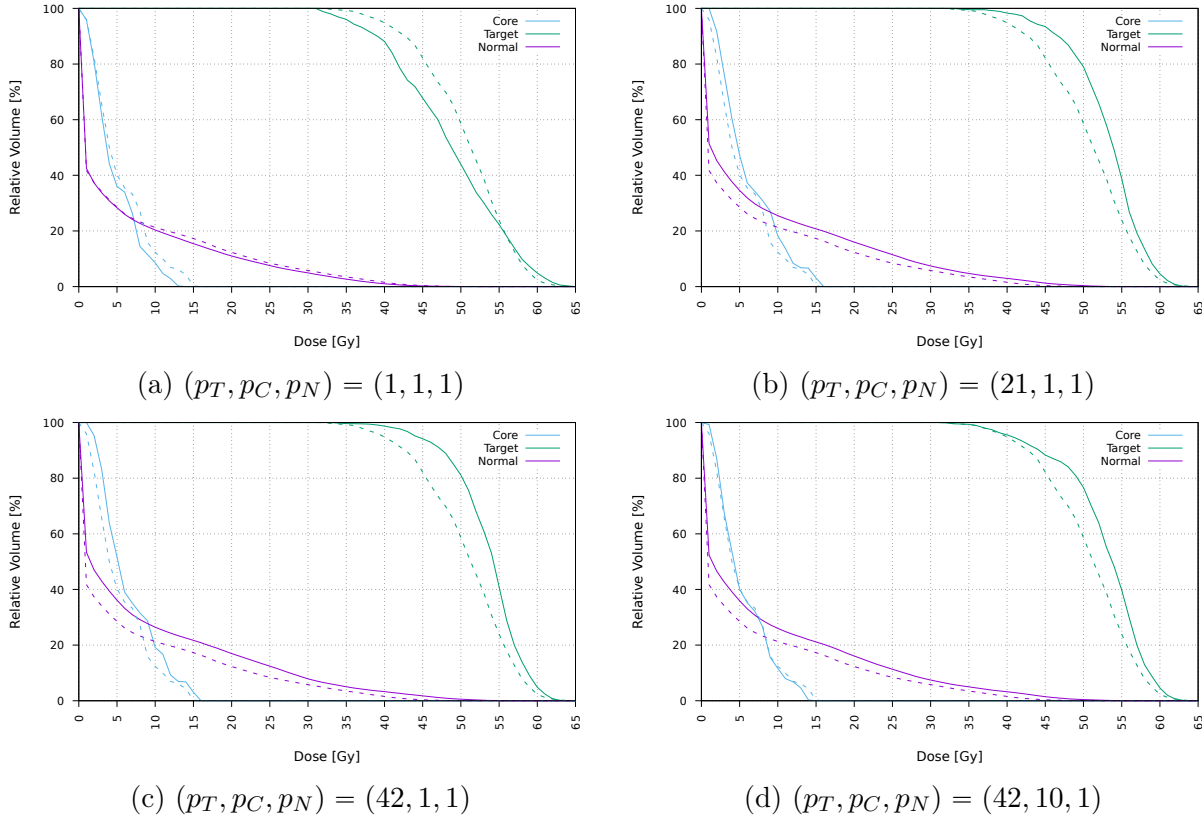 100
80
60
40
20
0
Relative Volume [%]
0 5 10 15 20 25 30 35 40 45 50 55 60 65
Dose [Gy]
Core
Target
Normal
(a) (p_T, p_C, p_N) = (1, 1, 1)
100
80
60
40
20
0
Relative Volume [%]
0 5 10 15 20 25 30 35 40 45 50 55 60 65
Dose [Gy]
Core
Target
Normal
(b) (p_T, p_C, p_N) = (21, 1, 1)
100
80
60
40
20
0
Relative Volume [%]
0 5 10 15 20 25 30 35 40 45 50 55 60 65
Dose [Gy]
Core
Target
Normal
(c) (p_T, p_C, p_N) = (42, 1, 1)
100
80
60
40
20
0
Relative Volume [%]
0 5 10 15 20 25 30 35 40 45 50 55 60 65
Dose [Gy]
Core
Target
Normal
(d) (p_T, p_C, p_N) = (42, 10, 1)